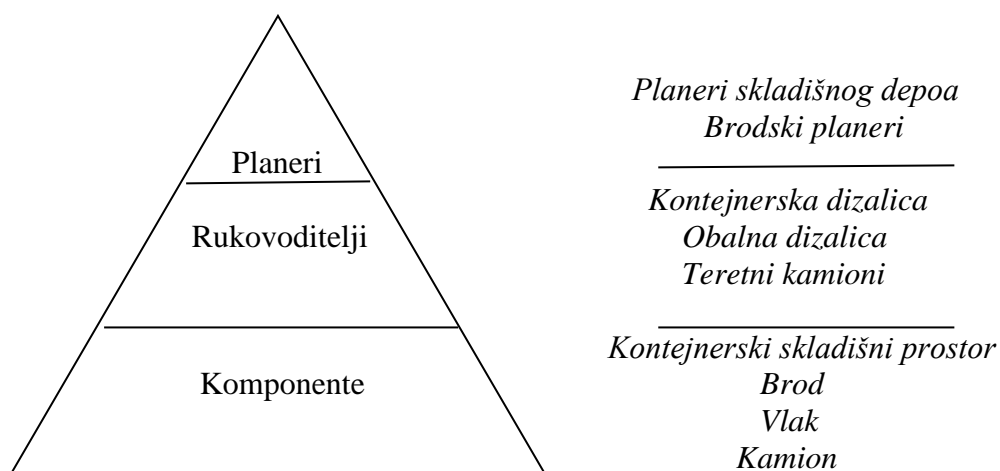 Planeri skladišnog depoa
Brodski planeri
Planeri
Kontejnerska dizalica
Rukovoditelji
Obalna dizalica
Teretni kamioni
Kontejnerski skladišni prostor
Komponente
Brod
Vlak
Kamion